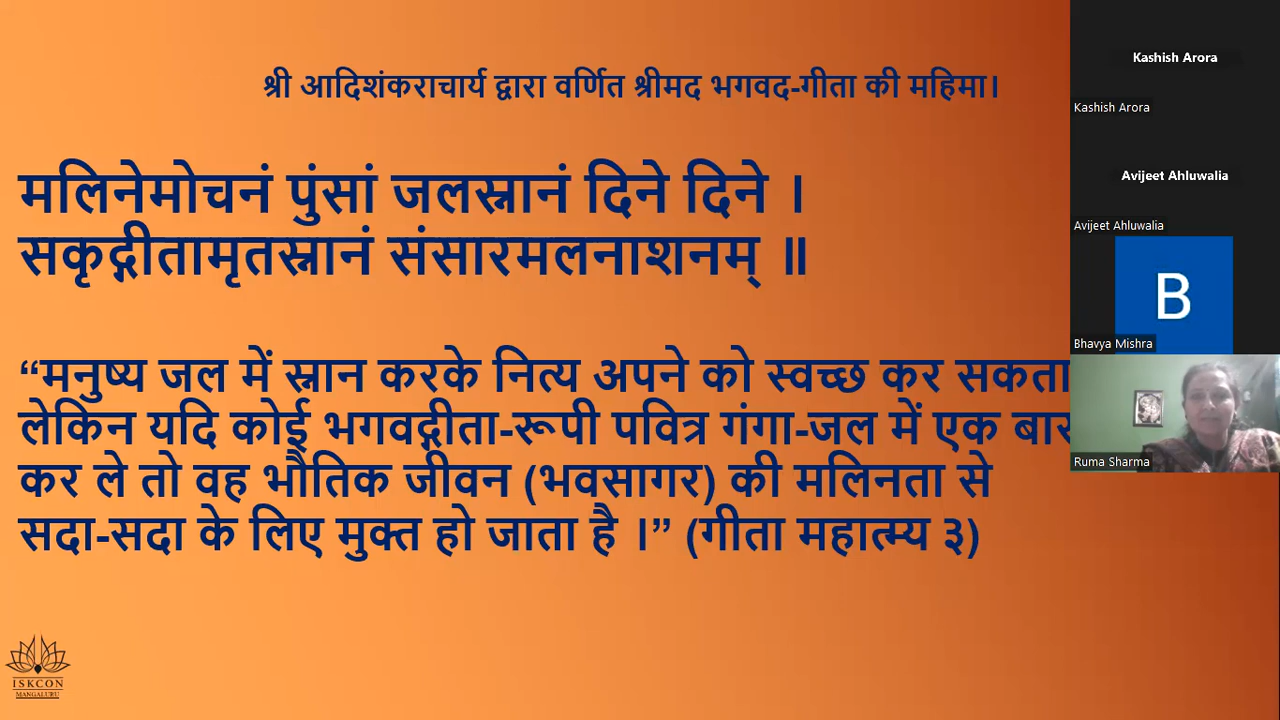 श्री आदिशंकराचार्य द्वारा वर्णित श्रीमद भगवद-गीता की महिमा।
मलिनेमोचनं पुंसां जलस्नानं दिने दिने ।
सकृद्गीतामृतस्नानं संसारमलनाशनम् ॥
“मनुष्य जल में स्नान करके नित्य अपने को स्वच्छ कर सकता
लेकिन यदि कोई भगवद्गीता-रूपी पवित्र गंगा-जल में एक बार
कर ले तो वह भौतिक जीवन (भवसागर) की मलिनता से
सदा-सदा के लिए मुक्त हो जाता है ।” (गीता महात्म्य ३)
ISKCON
MANGALURU
Kashish Arora
Kashish Arora
Avijeet Ahluwalia
Avijeet Ahluwalia
B
Bhavya Mishra
Ruma Sharma